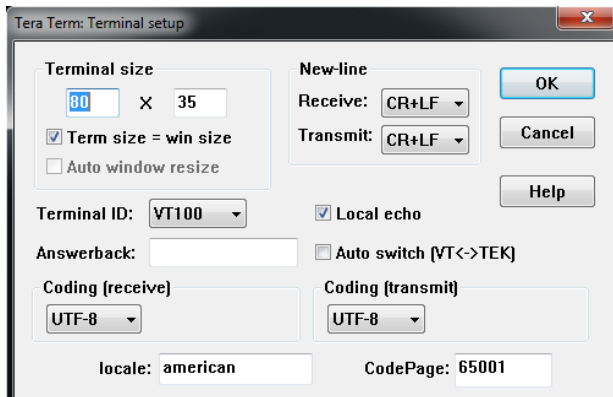 Tera Term: Terminal setup
Terminal size
80 X 35
Term size = win size
Auto window resize
New-line
Receive: CR+LF
Transmit: CR+LF
OK
Cancel
Help
Terminal ID: VT100
Local echo
Answerback:
Auto switch (VT<->TEK)
Coding (receive)
UTF-8
Coding (transmit)
UTF-8
locale: american
CodePage: 65001